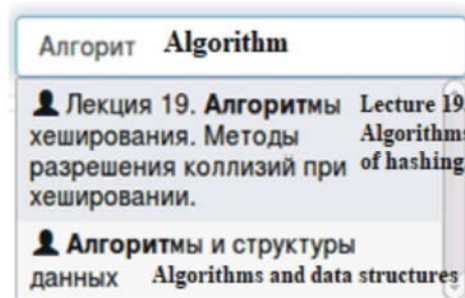 Алгорит Algorithm
Лекция 19. Алгоритмы Lecture 19
хеширования. Методы Algorithms
разрешения коллизий при of hashing
хешировании.
Алгоритмы и структуры
данных Algorithms and data structures